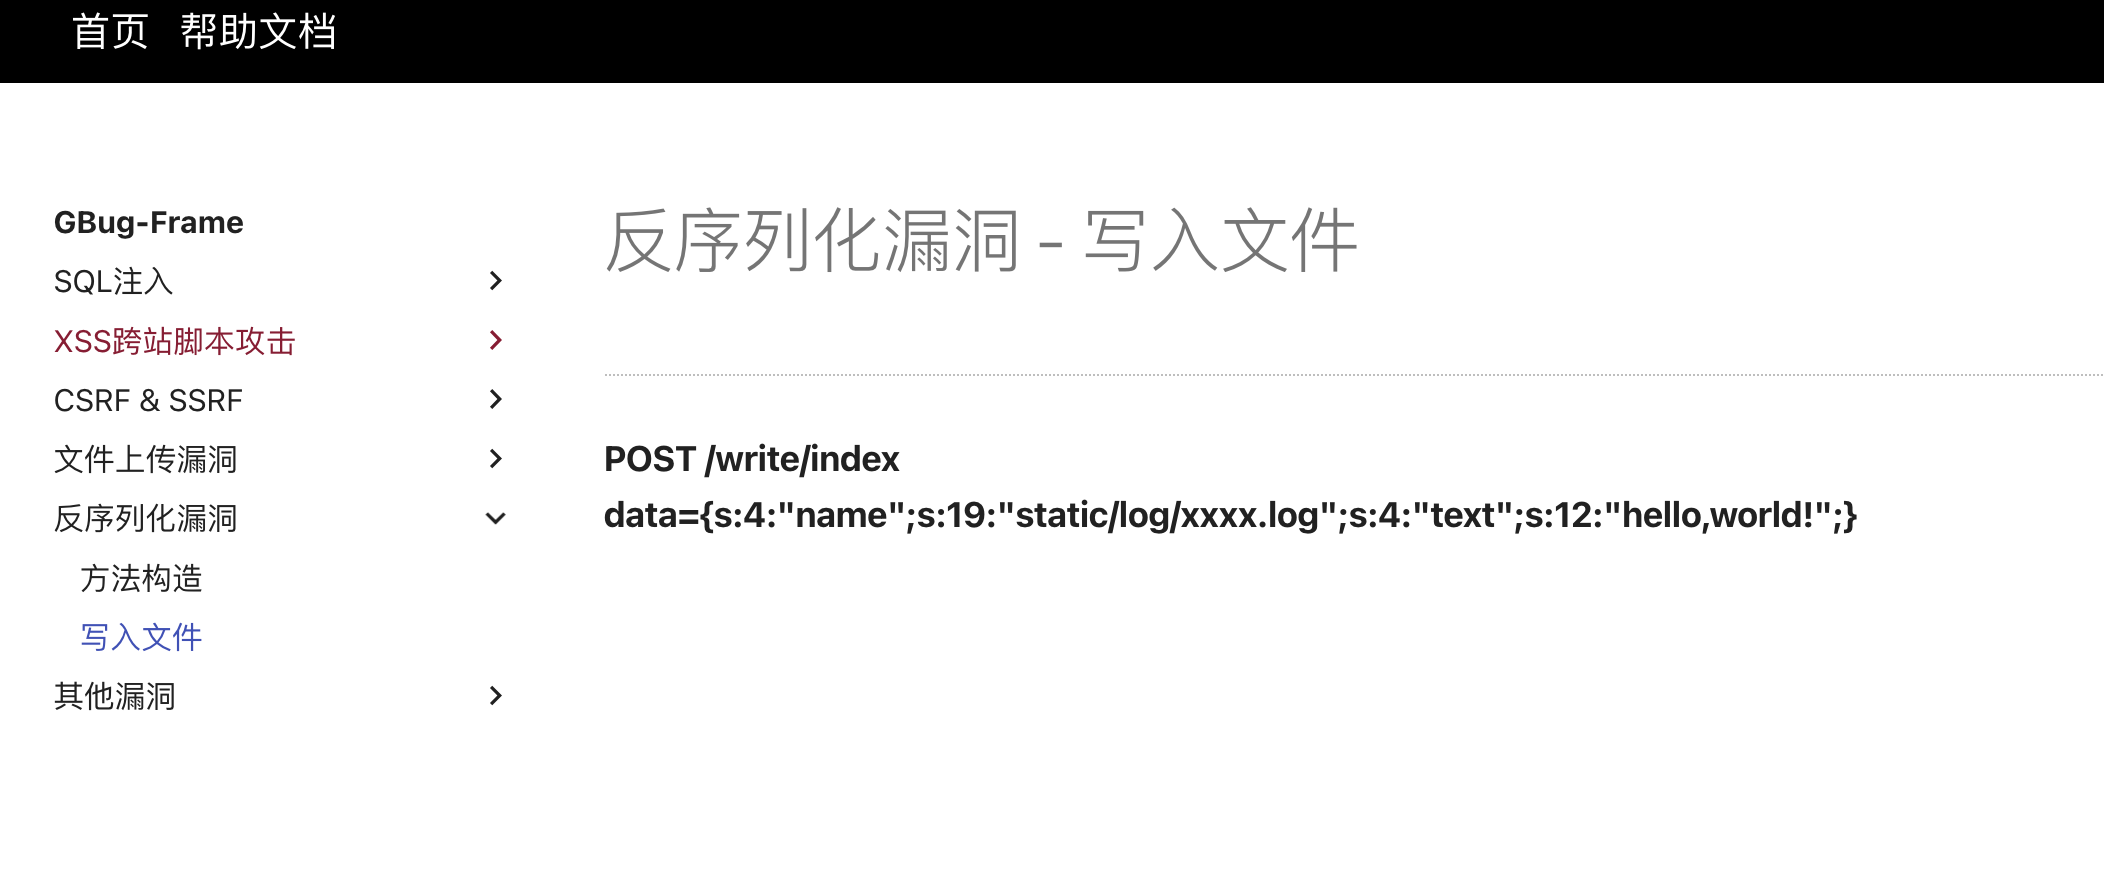 首页 帮助文档
GBug-Frame
SQL注入
XSS跨站脚本攻击
CSRF & SSRF
文件上传漏洞
反序列化漏洞
方法构造
写入文件
其他漏洞
反序列化漏洞 - 写入文件
POST /write/index
data={s:4:"name";s:19:"static/log/xxxx.log";s:4:"text";s:12:"hello,world!";}